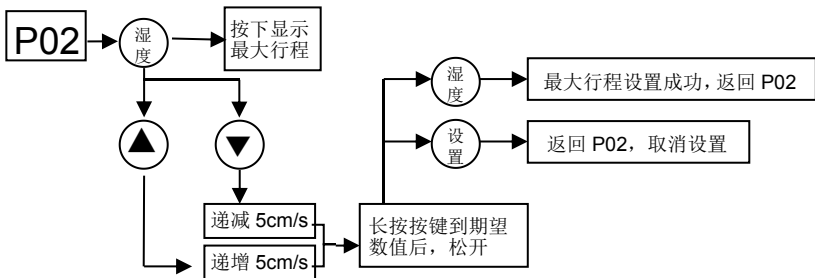 P02
湿
度
按下显示
最大行程
湿
度
最大行程设置成功，返回 P02
设
置
返回 P02，取消设置
递减 5cm/s
递增 5cm/s
长按按键到期望
数值后，松开